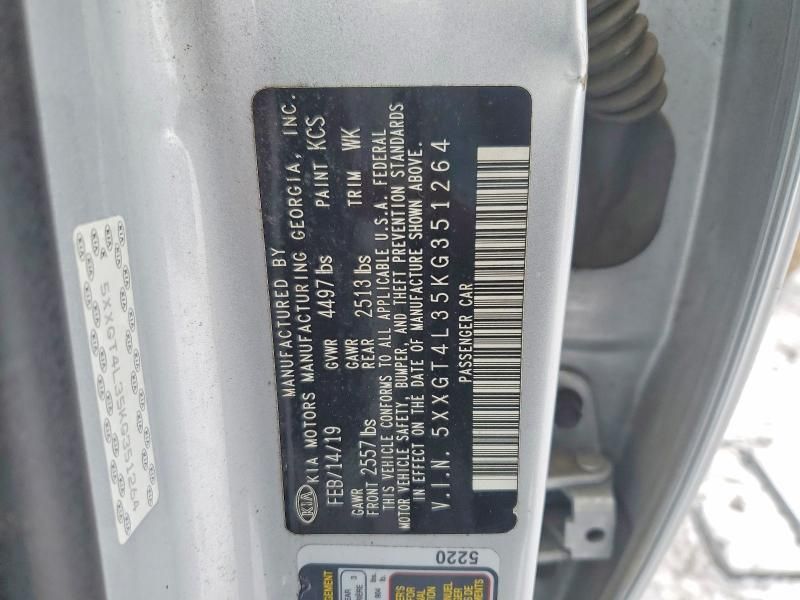 MANUFACTURED BY
KIA MOTORS MANUFACTURING GEORGIA, INC.
KIA
FEB/14/19 GVWR 4497 lbs PAINT KCS
GAWR FRONT 2557 lbs GAWR REAR 2513 lbs TRIM WK
THIS VEHICLE CONFORMS TO ALL APPLICABLE U.S.A. FEDERAL
MOTOR VEHICLE SAFETY, BUMPER, AND THEFT PREVENTION STANDARDS
IN EFFECT ON THE DATE OF MANUFACTURE SHOWN ABOVE.
V.I.N. 5XXGT4L35KG351264
PASSENGER CAR
5XXGT4L35KG351264
5220